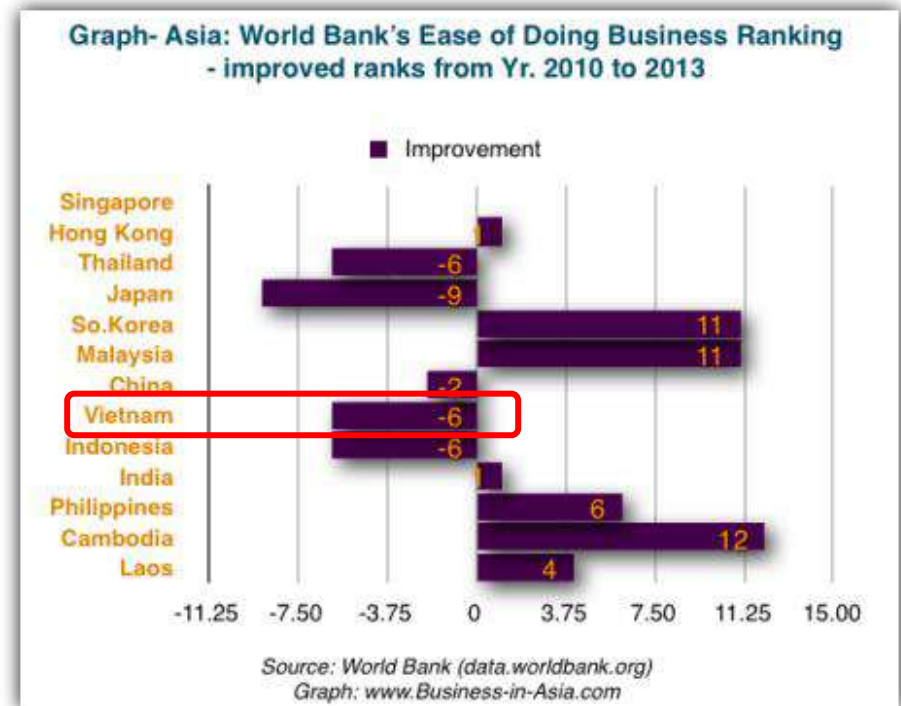 Graph- Asia: World Bank's Ease of Doing Business Ranking
- improved ranks from Yr. 2010 to 2013
Improvement
Singapore
Hong Kong 1
Thailand -6
Japan -9
So.Korea 11
Malaysia 11
China -2
Vietnam -6
Indonesia -6
India 1
Philippines 6
Cambodia 12
Laos 4
-11.25 -7.50 -3.75 0 3.75 7.50 11.25 15.00
Source: World Bank (data.worldbank.org)
Graph: www.Business-in-Asia.com